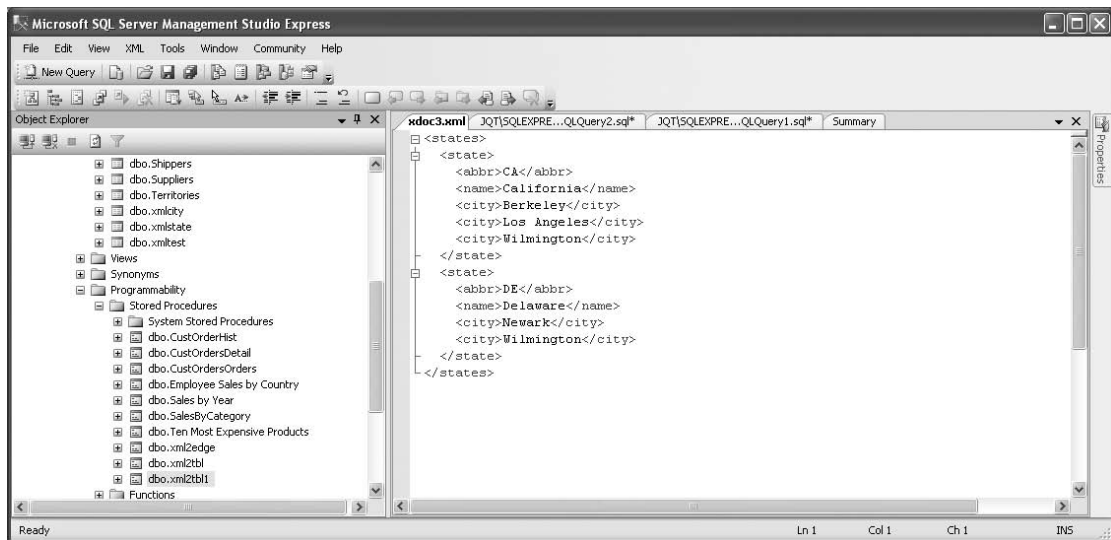 Microsoft SQL Server Management Studio Express
File Edit View XML Tools Window Community Help
New Query
Object Explorer
xdoc3.xml JQT\SQLEXPRE...QLQuery2.sql* JQT\SQLEXPRE...QLQuery1.sql* Summary
Properties
dbo.Shippers
dbo.Suppliers
dbo.Territories
dbo.xmlcity
dbo.xmlstate
dbo.xmltest
Views
Synonyms
Programmability
Stored Procedures
System Stored Procedures
dbo.CustOrderHist
dbo.CustOrdersDetail
dbo.CustOrdersOrders
dbo.Employee Sales by Country
dbo.Sales by Year
dbo.SalesByCategory
dbo.Ten Most Expensive Products
dbo.xml2edge
dbo.xml2tbl
dbo.xml2tbl1
Functions
<states>
<state>
<abbr>CA</abbr>
<name>California</name>
<city>Berkeley</city>
<city>Los Angeles</city>
<city>Wilmington</city>
</state>
<state>
<abbr>DE</abbr>
<name>Delaware</name>
<city>Newark</city>
<city>Wilmington</city>
</state>
</states>
Ready Ln 1 Col 1 Ch 1 INS